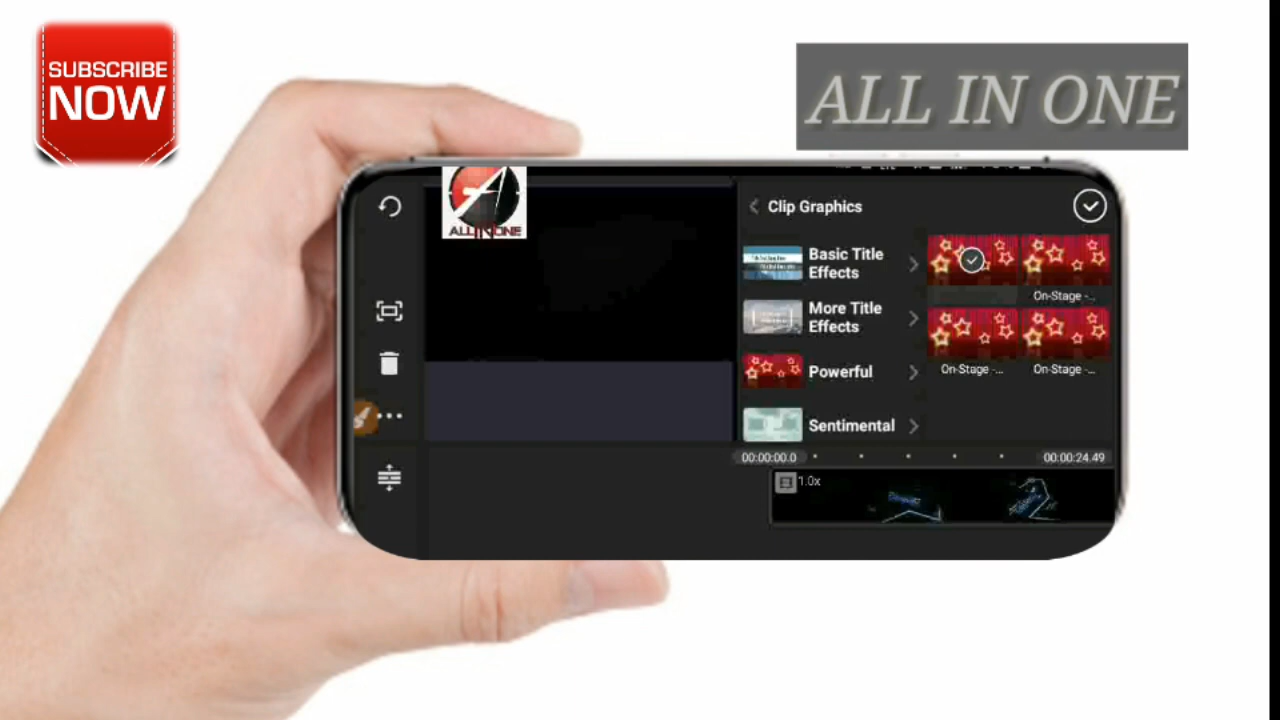 SUBSCRIBE
NOW
ALL IN ONE
ALL IN ONE
Clip Graphics
Basic Title
Effects
More Title
Effects
Powerful
Sentimental
On-Stage -...
On-Stage -...
On-Stage -...
00:00:00.0
00:00:24.49
1.0x